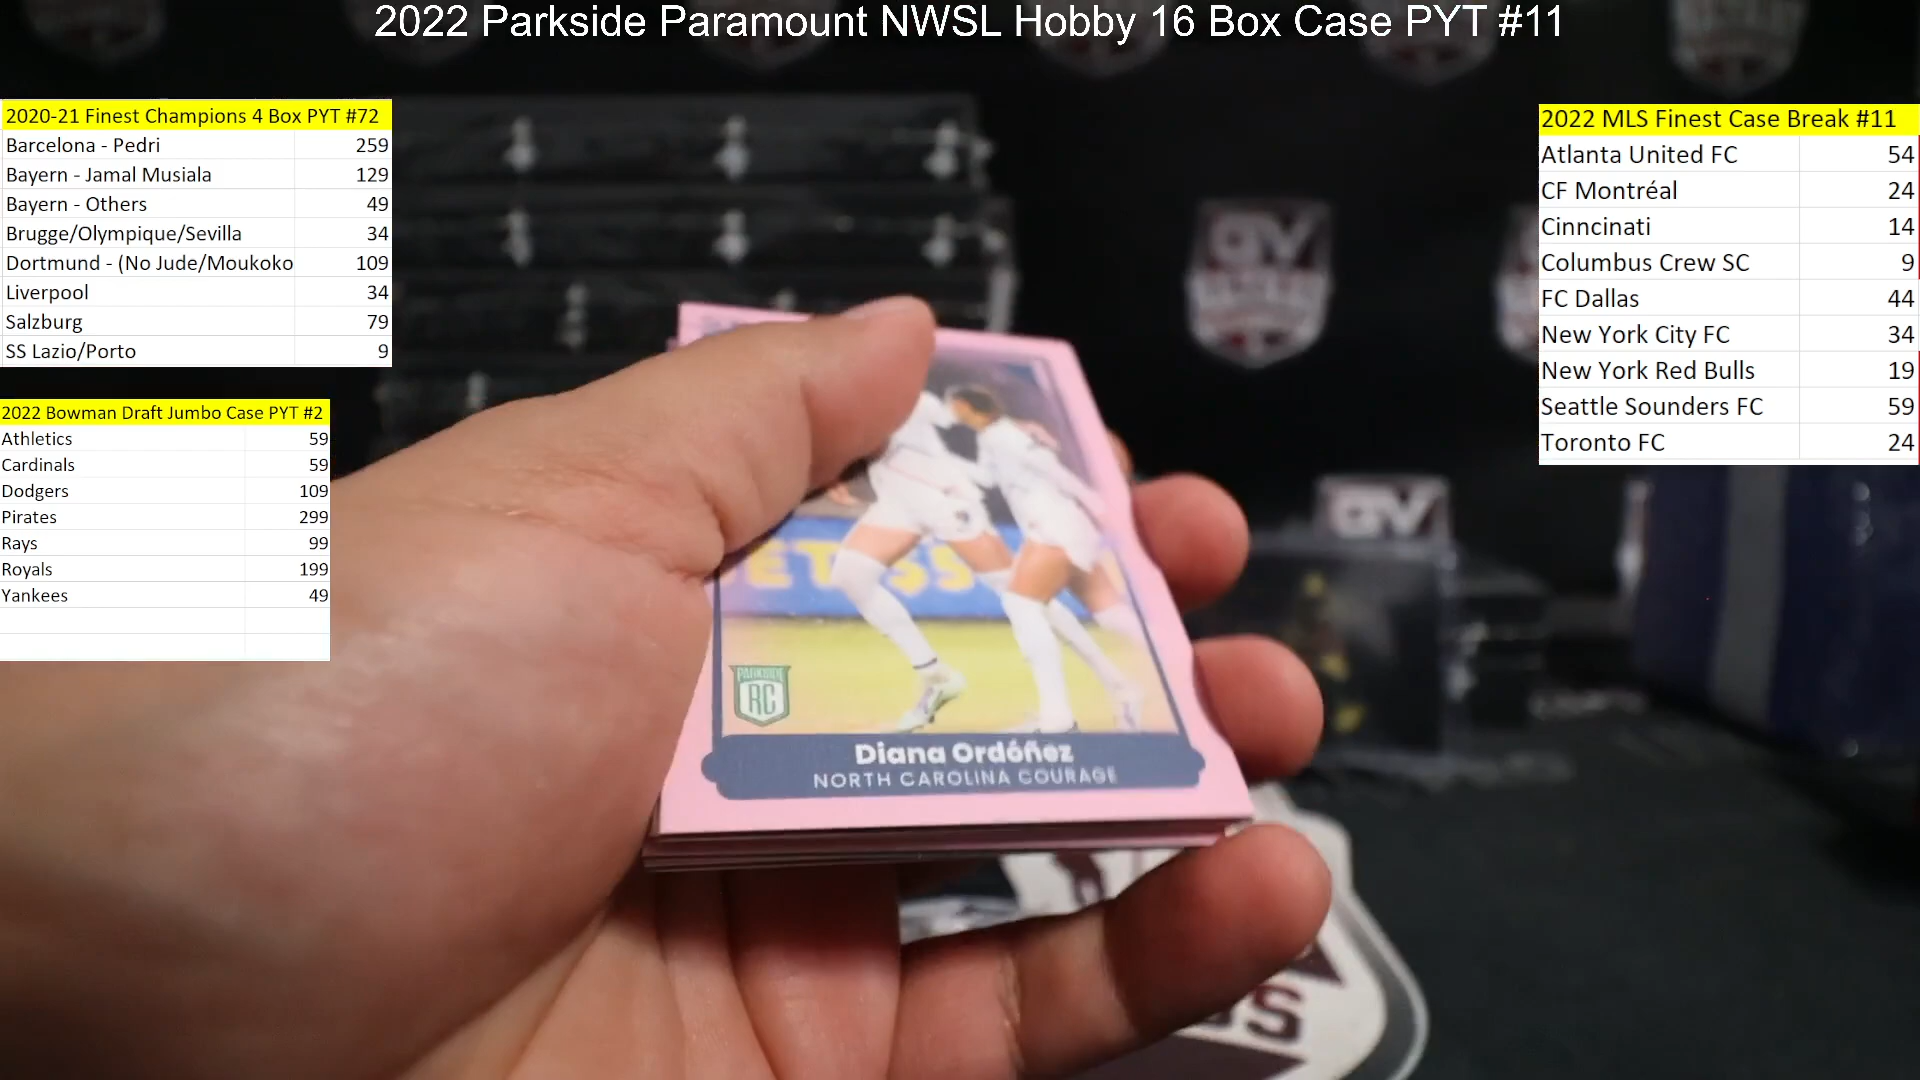 2022 Parkside Paramount NWSL Hobby 16 Box Case PYT #11
2020-21 Finest Champions 4 Box PYT #72
Barcelona - Pedri 259
Bayern - Jamal Musiala 129
Bayern - Others 49
Brugge/Olympique/Sevilla 34
Dortmund - (No Jude/Moukoko 109
Liverpool 34
Salzburg 79
SS Lazio/Porto 9
2022 Bowman Draft Jumbo Case PYT #2
Athletics 59
Cardinals 59
Dodgers 109
Pirates 299
Rays 99
Royals 199
Yankees 49
2022 MLS Finest Case Break #11
Atlanta United FC 54
CF Montréal 24
Cinncinati 14
Columbus Crew SC 9
FC Dallas 44
New York City FC 34
New York Red Bulls 19
Seattle Sounders FC 59
Toronto FC 24
GV
GV
PARKSIDE
RC
Diana Ordóñez
NORTH CAROLINA COURAGE